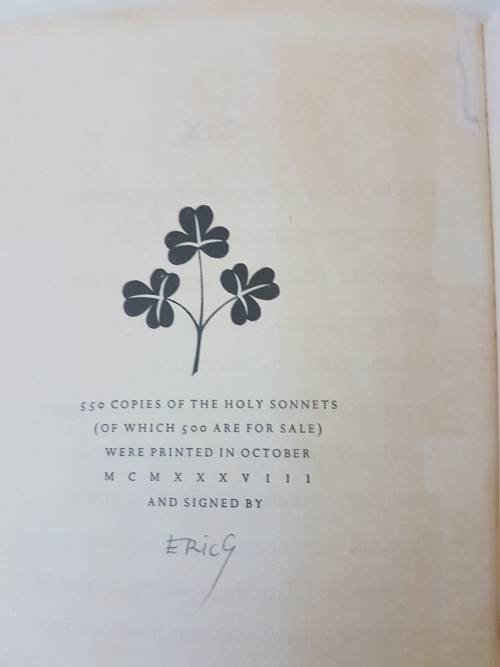 550 COPIES OF THE HOLY SONNETS
(OF WHICH 500 ARE FOR SALE)
WERE PRINTED IN OCTOBER
M C M X X X V I I I
AND SIGNED BY
ERicG